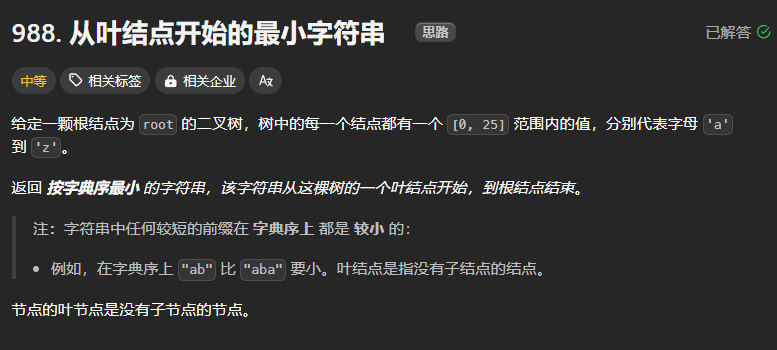 988. 从叶结点开始的最小字符串 思路 已解答
中等 相关标签 相关企业 Aא
给定一颗根结点为 root 的二叉树，树中的每一个结点都有一个 [0, 25] 范围内的值，分别代表字母 'a'
到 'z'。
返回 按字典序最小 的字符串，该字符串从这棵树的一个叶结点开始，到根结点结束。
注：字符串中任何较短的前缀在 字典序上 都是 较小 的：
• 例如，在字典序上 "ab" 比 "aba" 要小。叶结点是指没有子结点的结点。
节点的叶节点是没有子节点的节点。